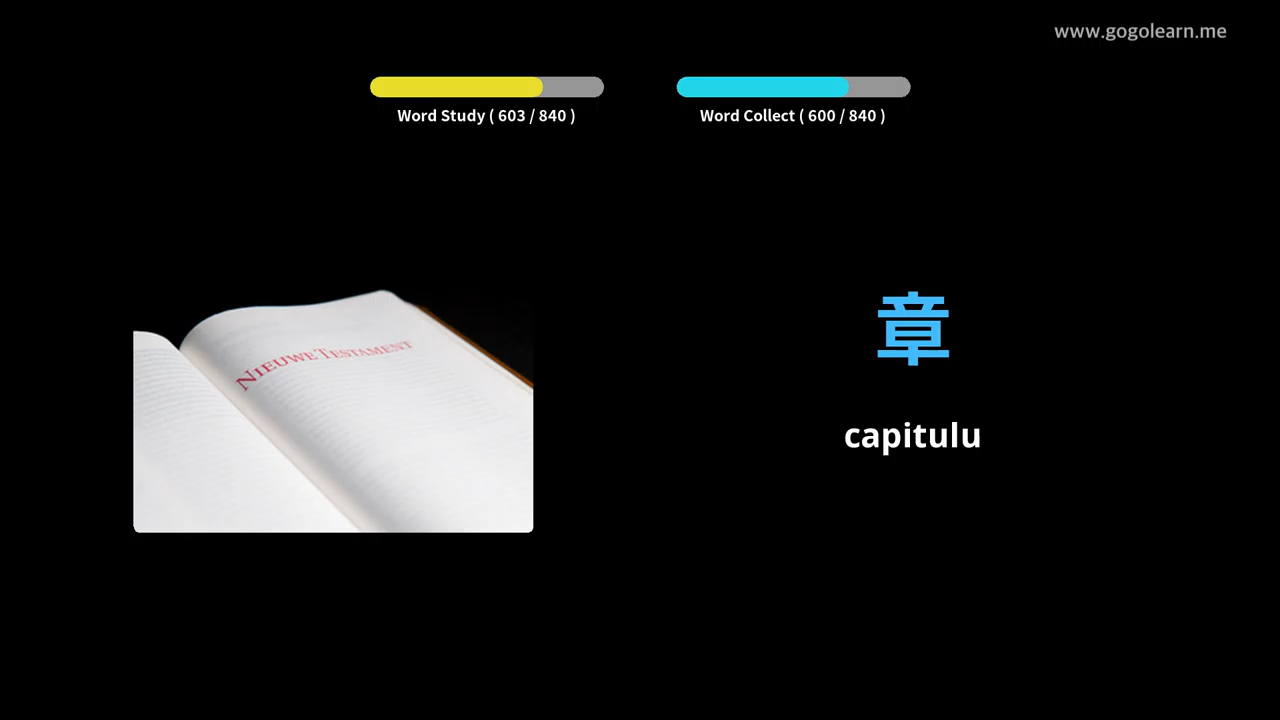 www.gogolearn.me
Word Study ( 603 / 840 )
Word Collect ( 600 / 840 )
NIEUWE TESTAMENT
章
capitulu